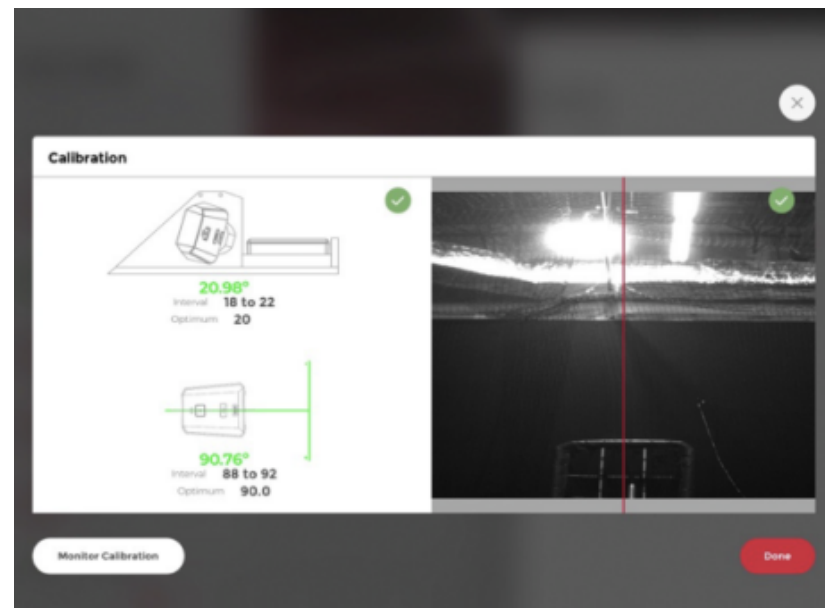 Calibration
20.98°
Interval 18 to 22
Optimum 20
90.76°
Interval 88 to 92
Optimum 90.0
Monitor Calibration
Done